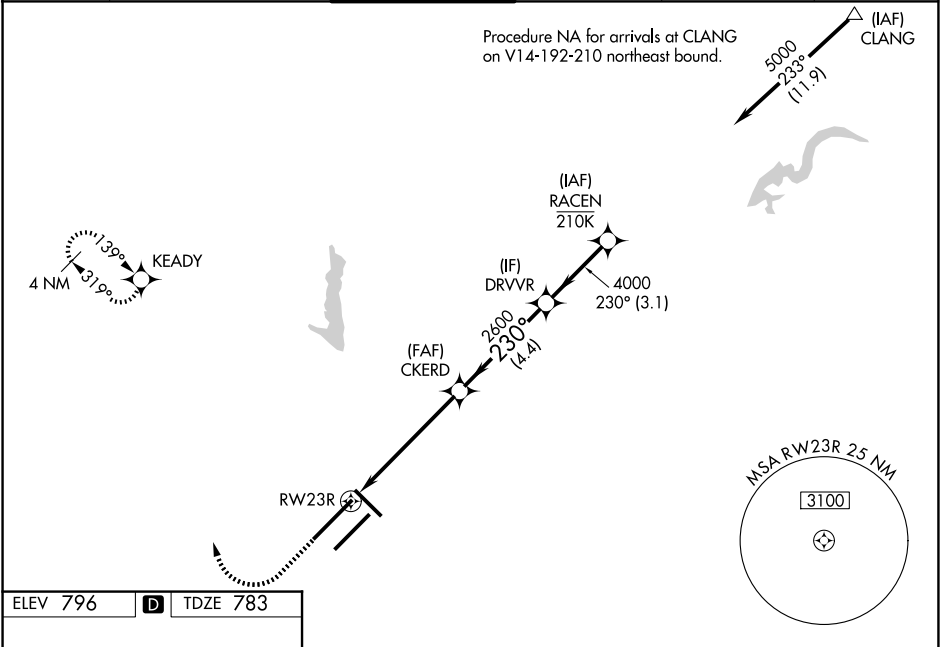 Procedure NA for arrivals at CLANG
on V14-192-210 northeast bound.
(IAF)
CLANG
5000
233°
(11.9)
(IAF)
RACEN
210K
KEADY
139°
319°
4 NM
(IF)
DRVVR
4000
230° (3.1)
2600
230°
(4.4)
(FAF)
CKERD
RW23R
MSA RW23R 25 NM
3100
ELEV 796
D
TDZE 783